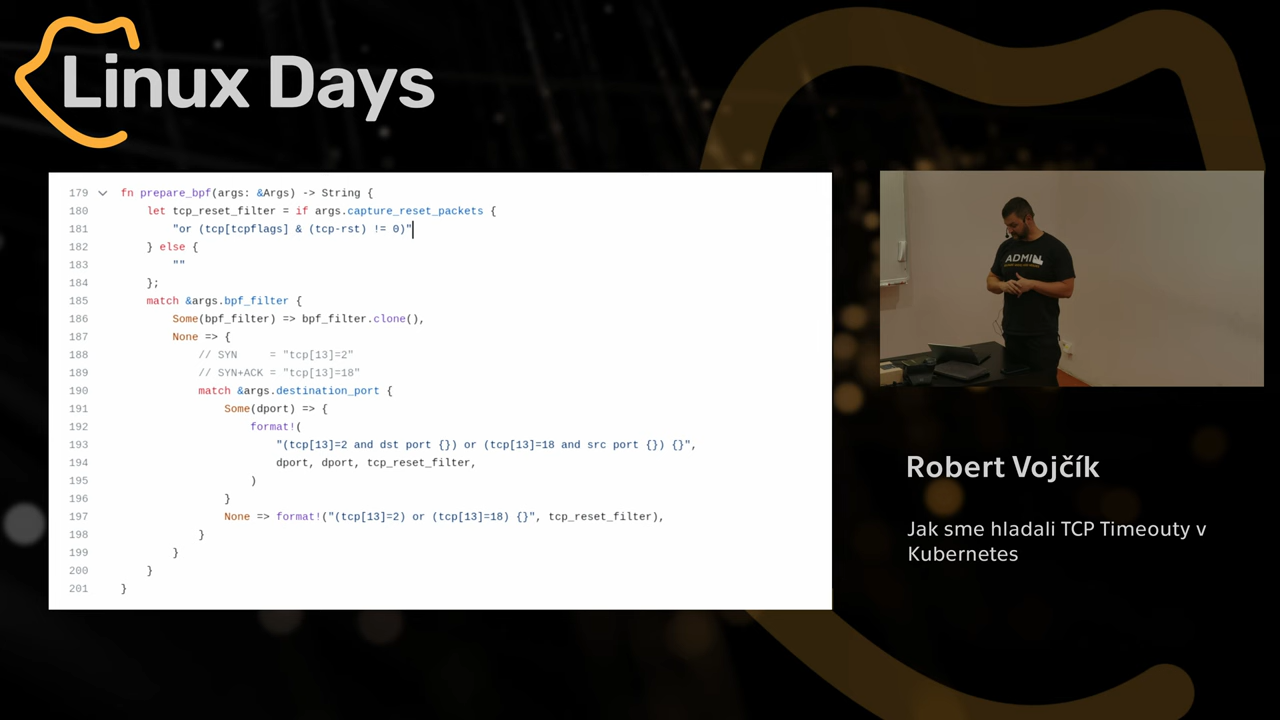 Linux Days
179 fn prepare_bpf(args: &Args) -> String {
180 let tcp_reset_filter = if args.capture_reset_packets {
181 "or (tcp[tcpflags] & (tcp-rst) != 0)"
182 } else {
183 ""
184 };
185 match &args.bpf_filter {
186 Some(bpf_filter) => bpf_filter.clone(),
187 None => {
188 // SYN     = "tcp[13]=2"
189 // SYN+ACK = "tcp[13]=18"
190 match &args.destination_port {
191 Some(dport) => {
192 format!(
193 "(tcp[13]=2 and dst port {}) or (tcp[13]=18 and src port {}) {}",
194 dport, dport, tcp_reset_filter,
195 )
196 }
197 None => format!("(tcp[13]=2) or (tcp[13]=18) {}", tcp_reset_filter),
198 }
199 }
200 }
201 }
ADMIN
Robert Vojčík
Jak sme hladali TCP Timeouty v
Kubernetes